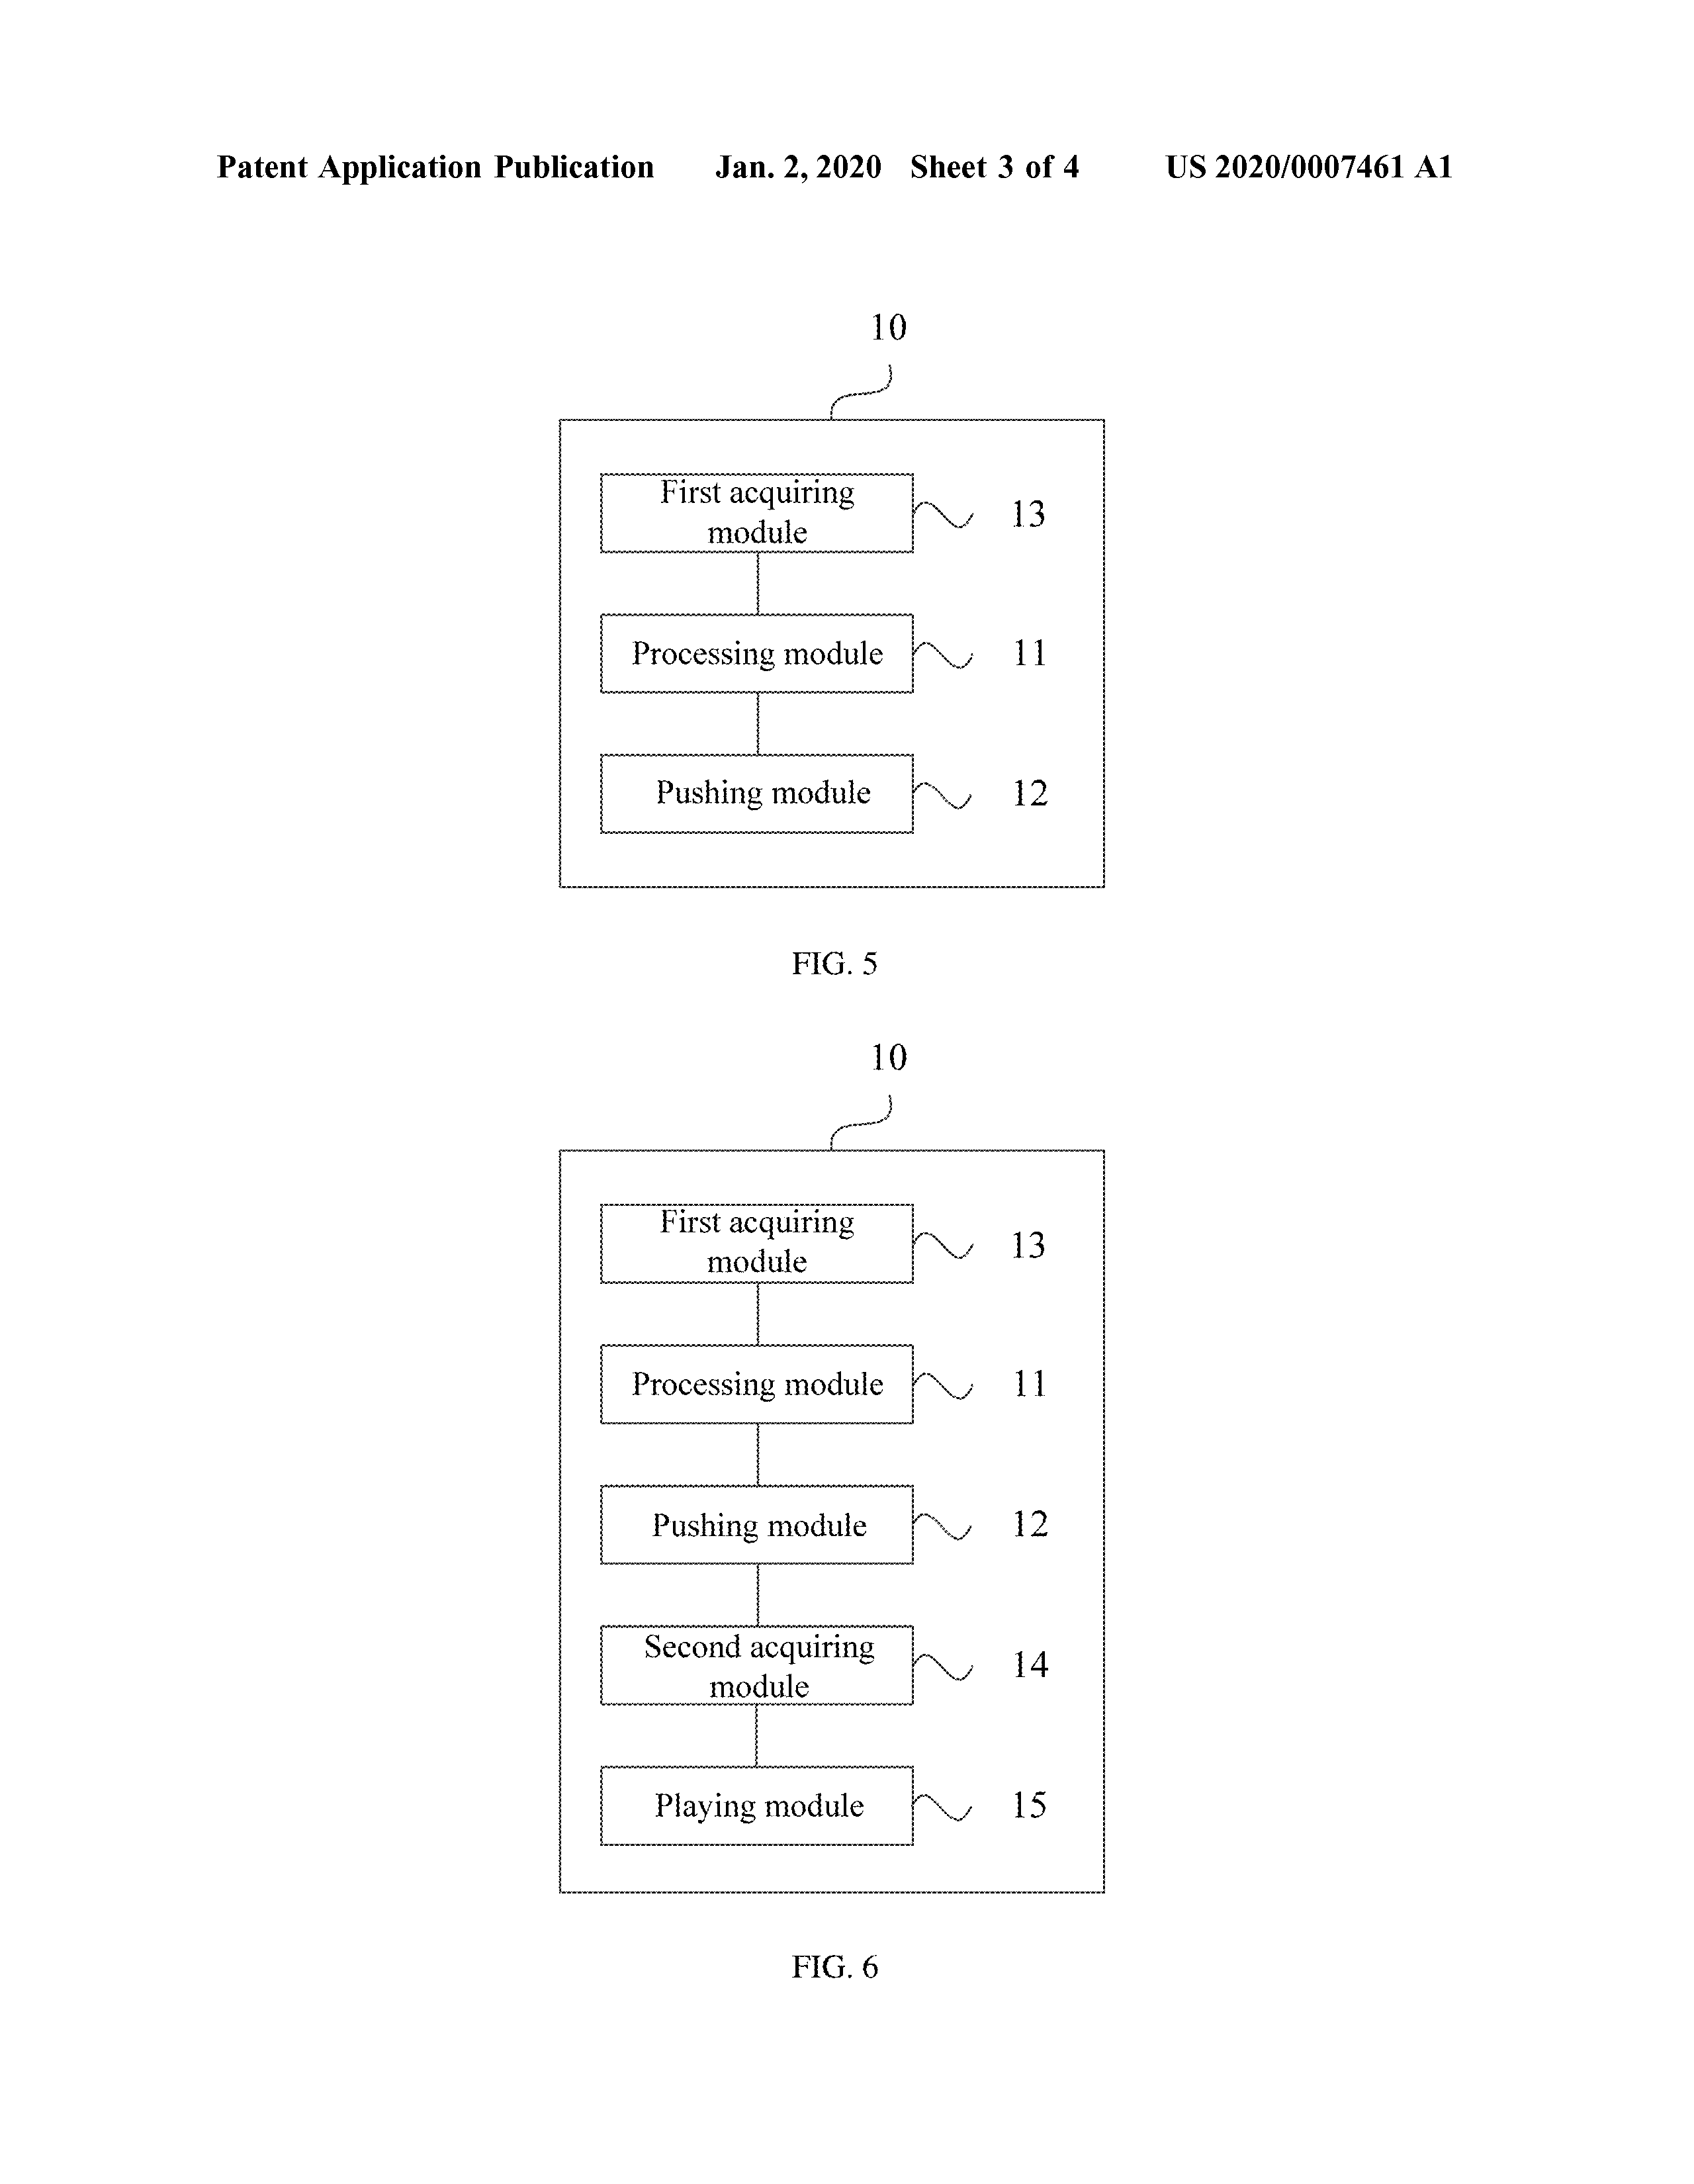 Patent Application Publication Jan. 2, 2020 Sheet 3 of 4 US 2020/0007461 A1
10
First acquiring
module
13
Processing module
11
Pushing module
12
FIG. 5
10
First acquiring
module
13
Processing module
11
Pushing module
12
Second acquiring
module
14
Playing module
15
FIG. 6